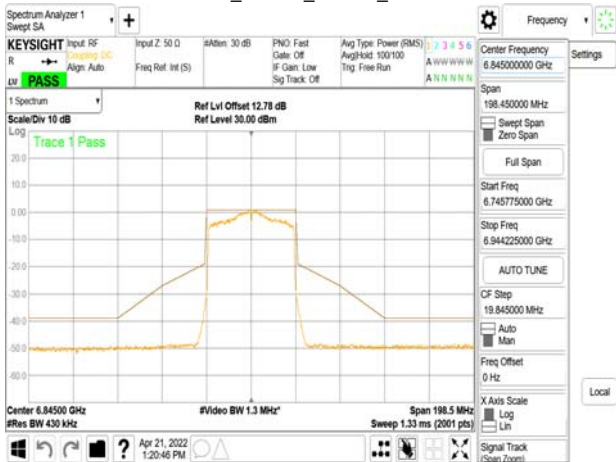 Spectrum Analyzer 1
Swept SA
Frequency
KEYSIGHT
R
LV PASS
Input: RF
Coupling: DC
Align: Auto
Input Z: 50 Ω
Freq Ref: Int (S)
#Atten: 30 dB
PNO: Fast
Gate: Off
IF Gain: Low
Sig Track: Off
Avg Type: Power (RMS)
Avg|Hold: 100/100
Trig: Free Run
1 2 3 4 5 6
A W W W W W
A N N N N N
1 Spectrum
Scale/Div 10 dB
Ref Lvl Offset 12.78 dB
Ref Level 30.00 dBm
Log
Trace 1 Pass
20.0
10.0
0.00
-10.0
-20.0
-30.0
-40.0
-50.0
-60.0
Center 6.84500 GHz
#Res BW 430 kHz
#Video BW 1.3 MHz*
Span 198.5 MHz
Sweep 1.33 ms (2001 pts)
?
Apr 21, 2022
1:20:46 PM
Center Frequency
6.845000000 GHz
Settings
Span
198.450000 MHz
Swept Span
Zero Span
Full Span
Start Freq
6.745775000 GHz
Stop Freq
6.944225000 GHz
AUTO TUNE
CF Step
19.845000 MHz
Auto
Man
Freq Offset
0 Hz
X Axis Scale
Log
Lin
Local
Signal Track
(Span Zoom)